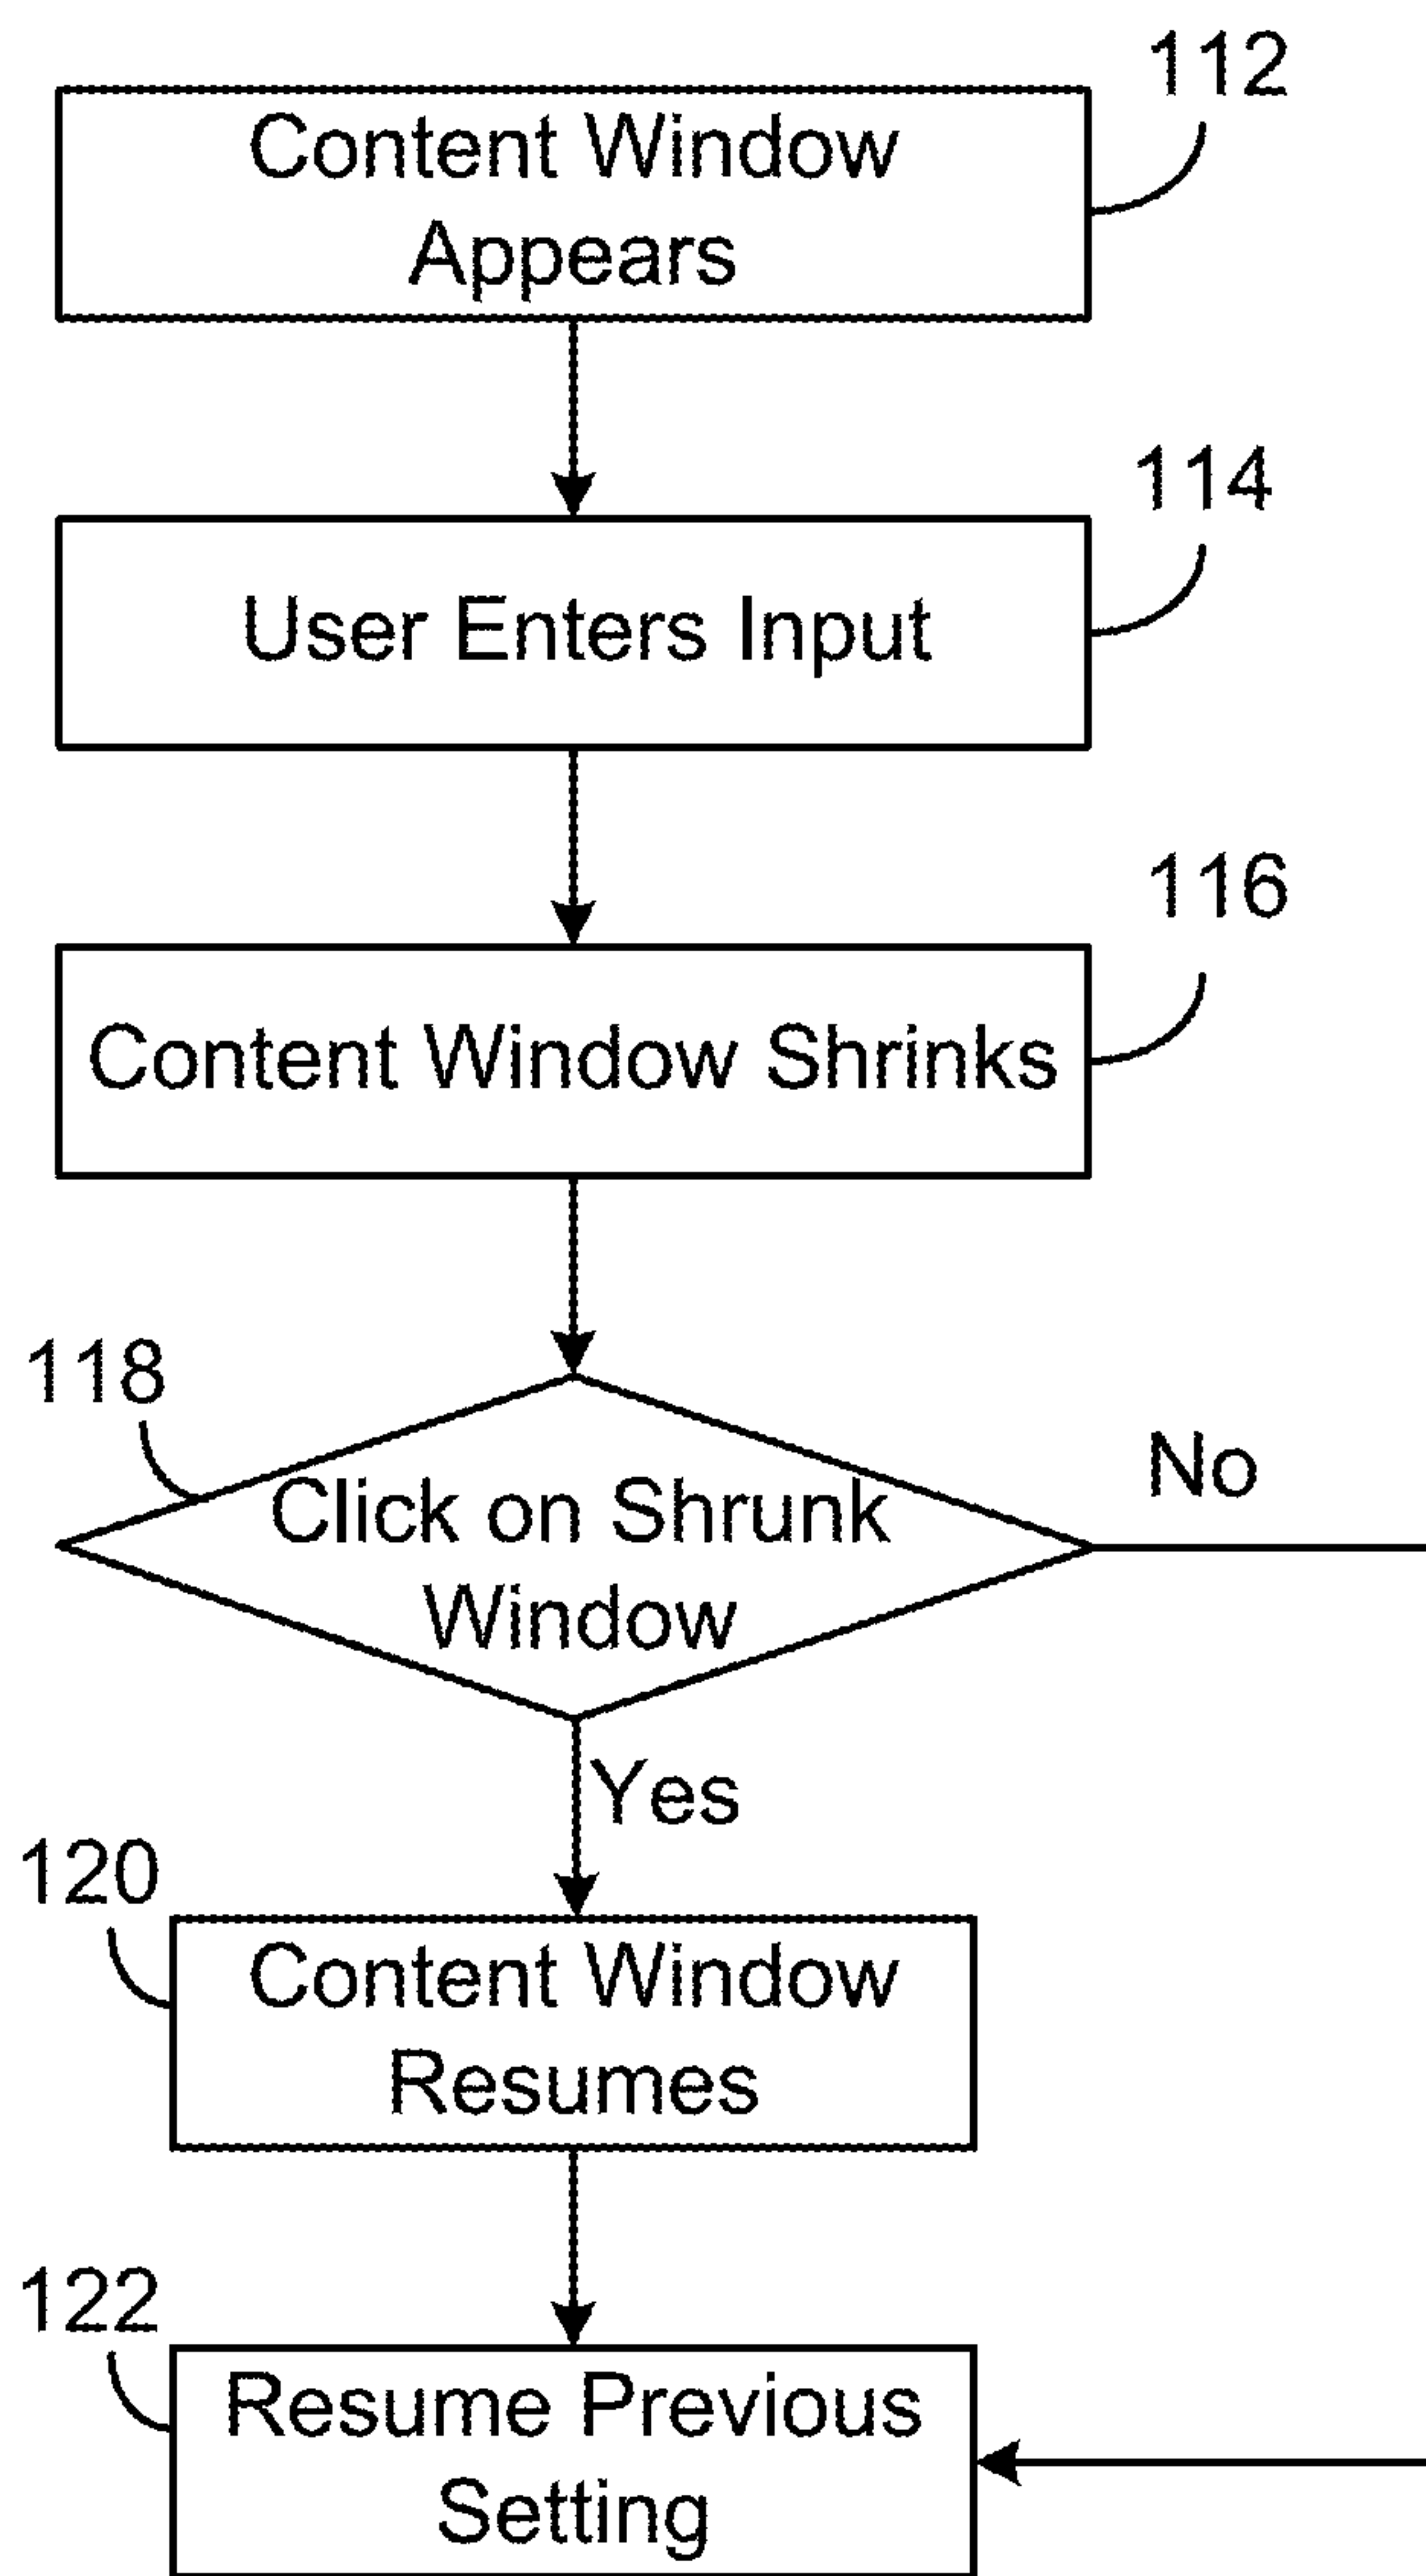 112
Content Window
Appears
114
User Enters Input
116
Content Window Shrinks
118
Click on Shrunk
Window
No
Yes
120
Content Window
Resumes
122
Resume Previous
Setting